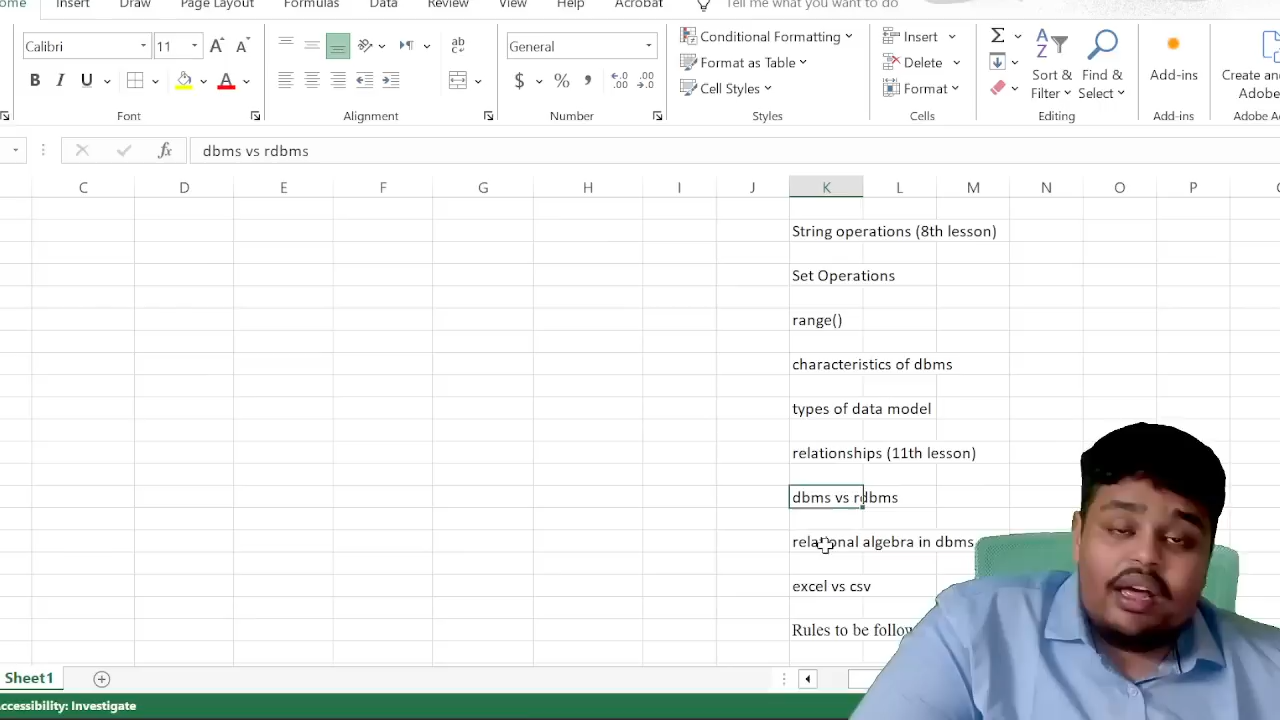 ome Insert Draw Page Layout Formulas Data Review View Help Acrobat Tell me what you want to do
Calibri 11 General Conditional Formatting Insert
Format as Table Delete Sort & Find & Add-ins Create and
B I U A $ % Cell Styles Format Filter Select Adobe
Font Alignment Number Styles Cells Editing Add-ins Adobe A
fx dbms vs rdbms
C D E F G H I J K L M N O P
String operations (8th lesson)
Set Operations
range()
characteristics of dbms
types of data model
relationships (11th lesson)
dbms vs rdbms
relational algebra in dbms
excel vs csv
Rules to be follow
Sheet1
Accessibility: Investigate